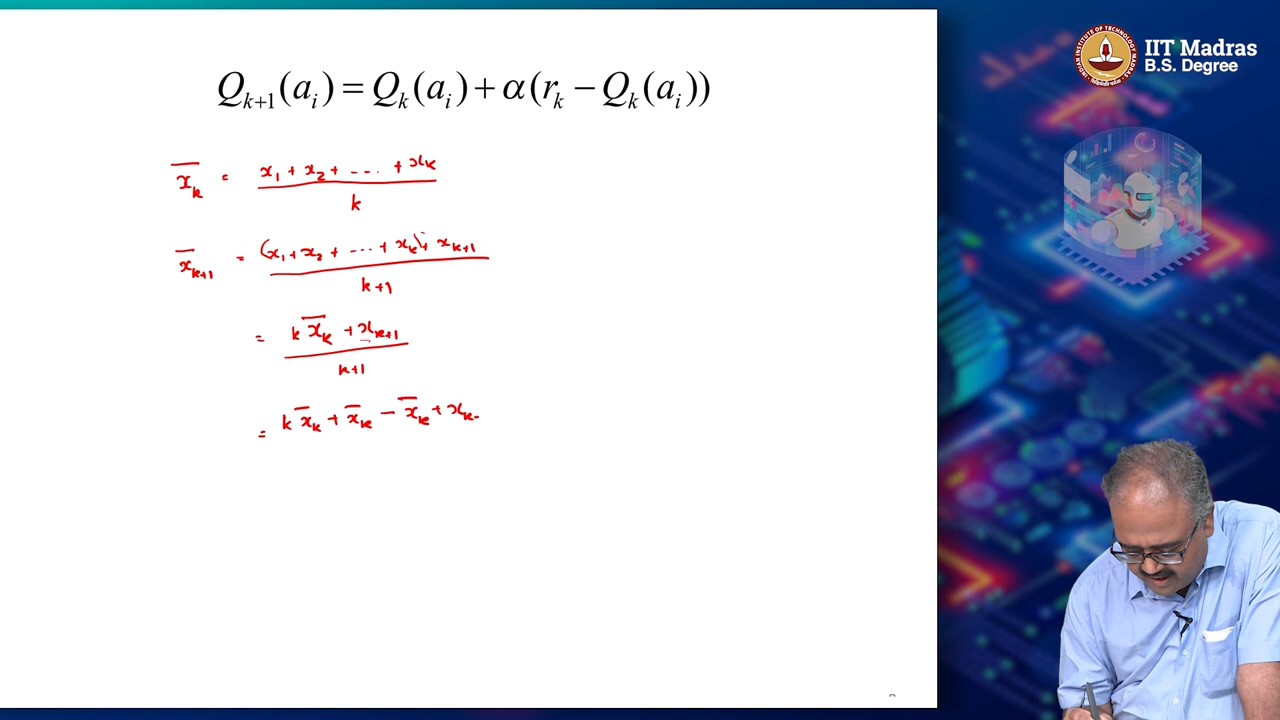 IIT Madras
B.S. Degree
Q_{k+1}(a_i) = Q_k(a_i) + α(r_k − Q_k(a_i))
x̄_k = (x_1 + x_2 + .... + x_k) / k
x̄_{k+1} = ((x_1 + x_2 + ... + x_k) + x_{k+1}) / (k+1)
= (k x̄_k + x_{k+1}) / (k+1)
= k x̄_k + x̄_k − x̄_k + x_k